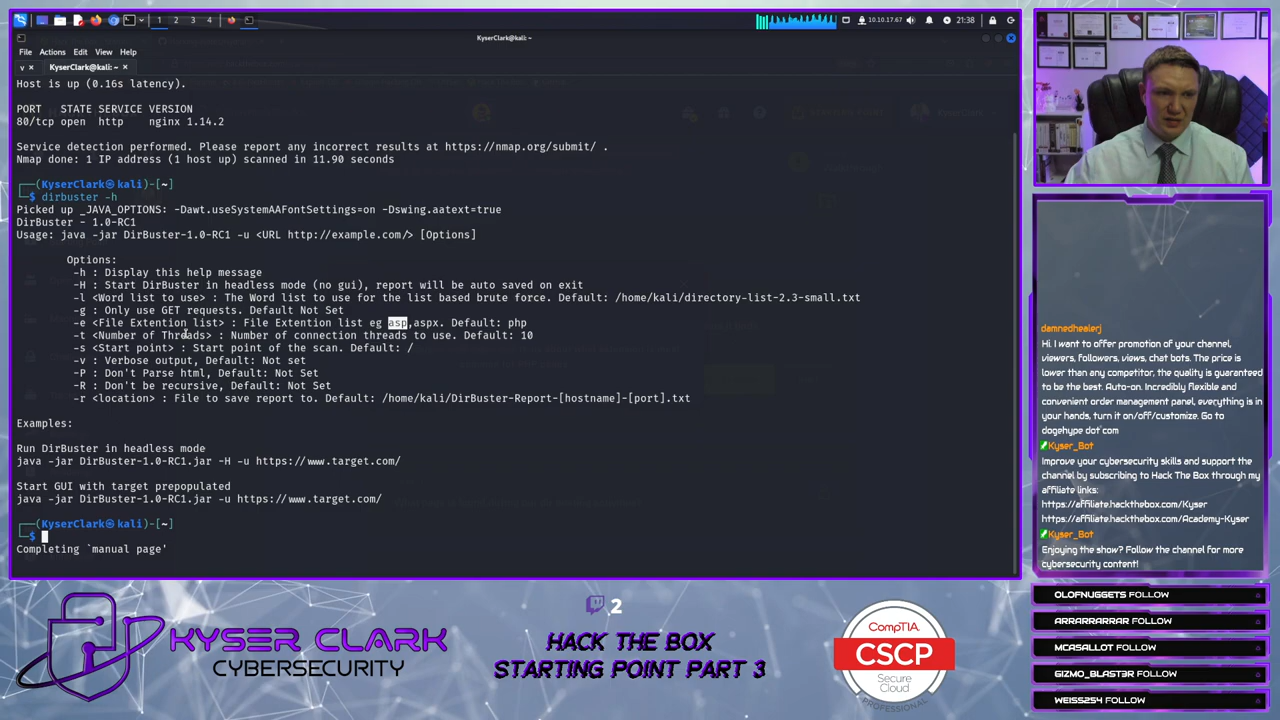 1 2 3 4
10.10.17.67
21:38
KyserClark@kali: ~
File Actions Edit View Help
KyserClark@kali: ~
Host is up (0.16s latency).
PORT STATE SERVICE VERSION
80/tcp open http nginx 1.14.2
Service detection performed. Please report any incorrect results at https://nmap.org/submit/ .
Nmap done: 1 IP address (1 host up) scanned in 11.90 seconds
┌──(KyserClark㉿kali)-[~]
└─$ dirbuster -h
Picked up _JAVA_OPTIONS: -Dawt.useSystemAAFontSettings=on -Dswing.aatext=true
DirBuster - 1.0-RC1
Usage: java -jar DirBuster-1.0-RC1 -u <URL http://example.com/> [Options]
Options:
-h : Display this help message
-H : Start DirBuster in headless mode (no gui), report will be auto saved on exit
-l <Word list to use> : The Word list to use for the list based brute force. Default: /home/kali/directory-list-2.3-small.txt
-g : Only use GET requests. Default Not Set
-e <File Extention list> : File Extention list eg asp,aspx. Default: php
-t <Number of Threads> : Number of connection threads to use. Default: 10
-s <Start point> : Start point of the scan. Default: /
-v : Verbose output, Default: Not set
-P : Don't Parse html, Default: Not Set
-R : Don't be recursive, Default: Not Set
-r <location> : File to save report to. Default: /home/kali/DirBuster-Report-[hostname]-[port].txt
Examples:
Run DirBuster in headless mode
java -jar DirBuster-1.0-RC1.jar -H -u https://www.target.com/
Start GUI with target prepopulated
java -jar DirBuster-1.0-RC1.jar -u https://www.target.com/
┌──(KyserClark㉿kali)-[~]
└─$
Completing `manual page'
damnedhealerj
Hi. I want to offer promotion of your channel,
viewers, followers, views, chat bots. The price is
lower than any competitor, the quality is guaranteed
to be the best. Auto-on. Incredibly flexible and
convenient order management panel, everything is in
your hands, turn it on/off/customize. Go to
dogehype dot com
Kyser_Bot
Improve your cybersecurity skills and support the
channel by subscribing to Hack The Box through my
affiliate links:
https://affiliate.hackthebox.com/Kyser
https://affiliate.hackthebox.com/Academy-Kyser
Kyser_Bot
Enjoying the show? Follow the channel for more
cybersecurity content!
OLOFNUGGETS FOLLOW
ARRARRARRAR FOLLOW
MCASALLOT FOLLOW
GIZMO_BLAST3R FOLLOW
WEISS254 FOLLOW
KYSER CLARK
CYBERSECURITY
2
HACK THE BOX
STARTING POINT PART 3
CompTIA
CSCP
Secure
Cloud
PROFESSIONAL